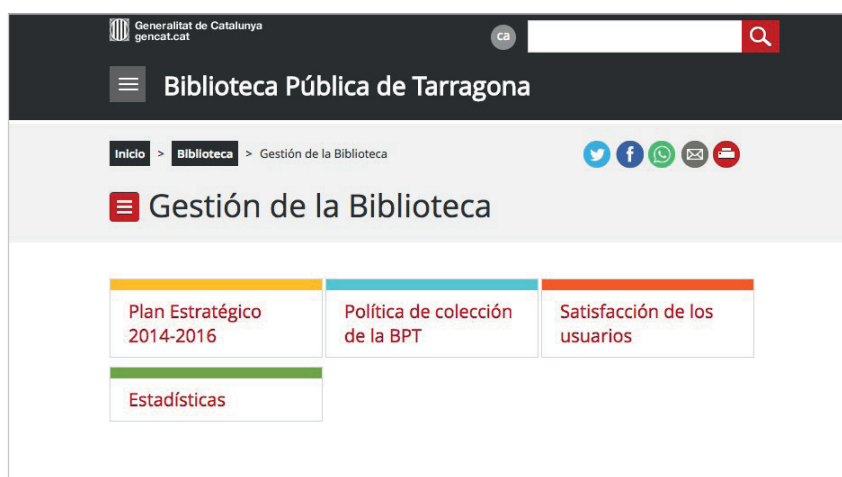 Generalitat de Catalunya
gencat.cat
ca
Biblioteca Pública de Tarragona
Inicio > Biblioteca > Gestión de la Biblioteca
Gestión de la Biblioteca
Plan Estratégico
2014-2016
Política de colección
de la BPT
Satisfacción de los
usuarios
Estadísticas